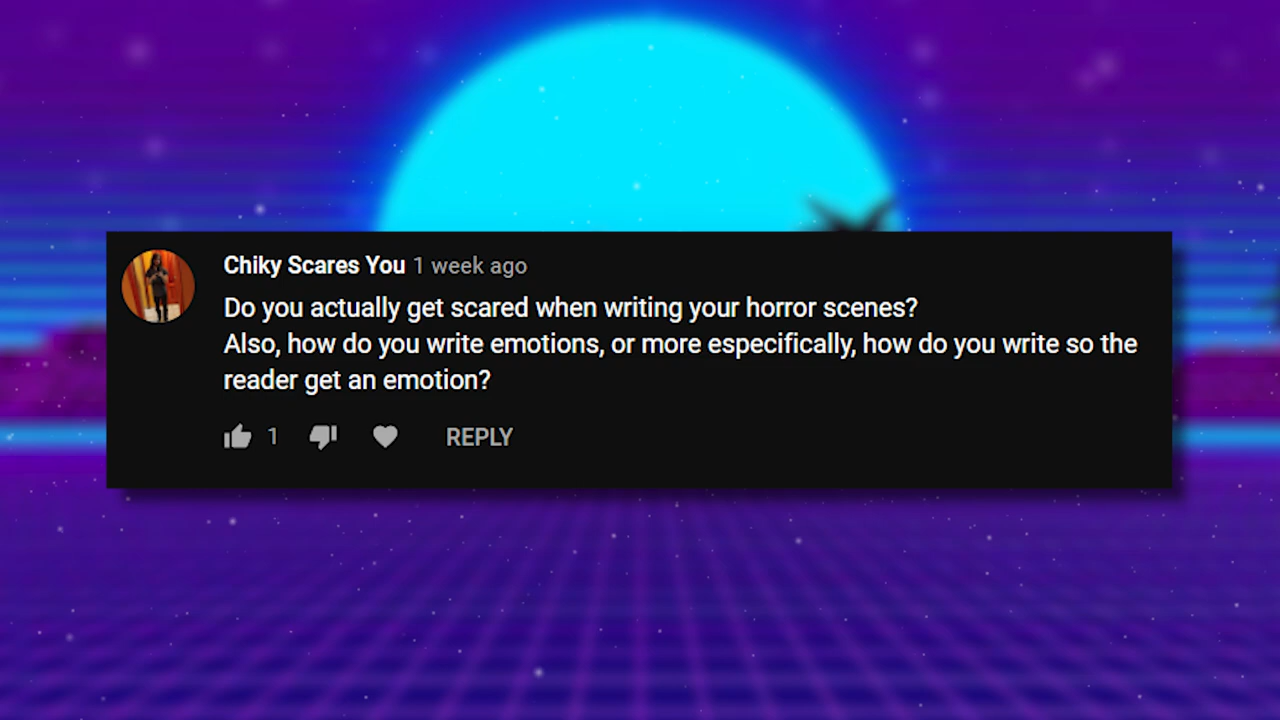 Chiky Scares You 1 week ago
Do you actually get scared when writing your horror scenes?
Also, how do you write emotions, or more especifically, how do you write so the
reader get an emotion?
1 REPLY